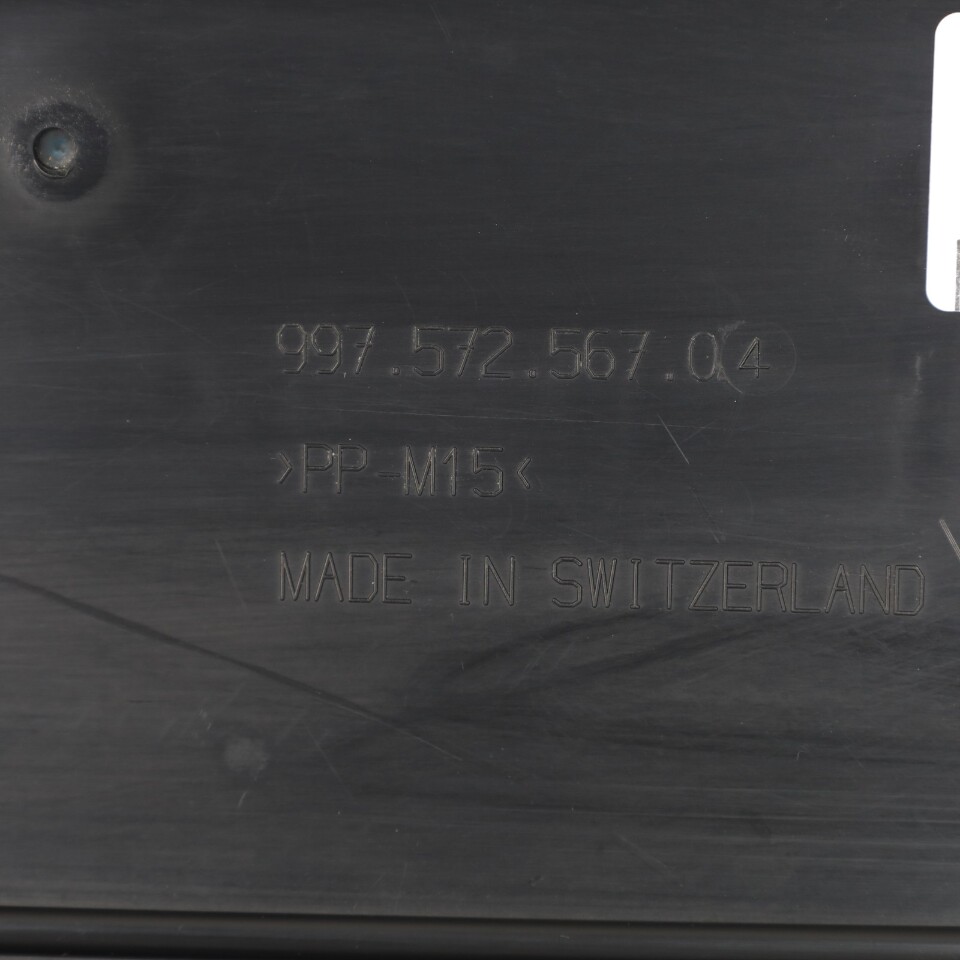 997.572.567.04
>PP-M15<
MADE IN SWITZERLAND